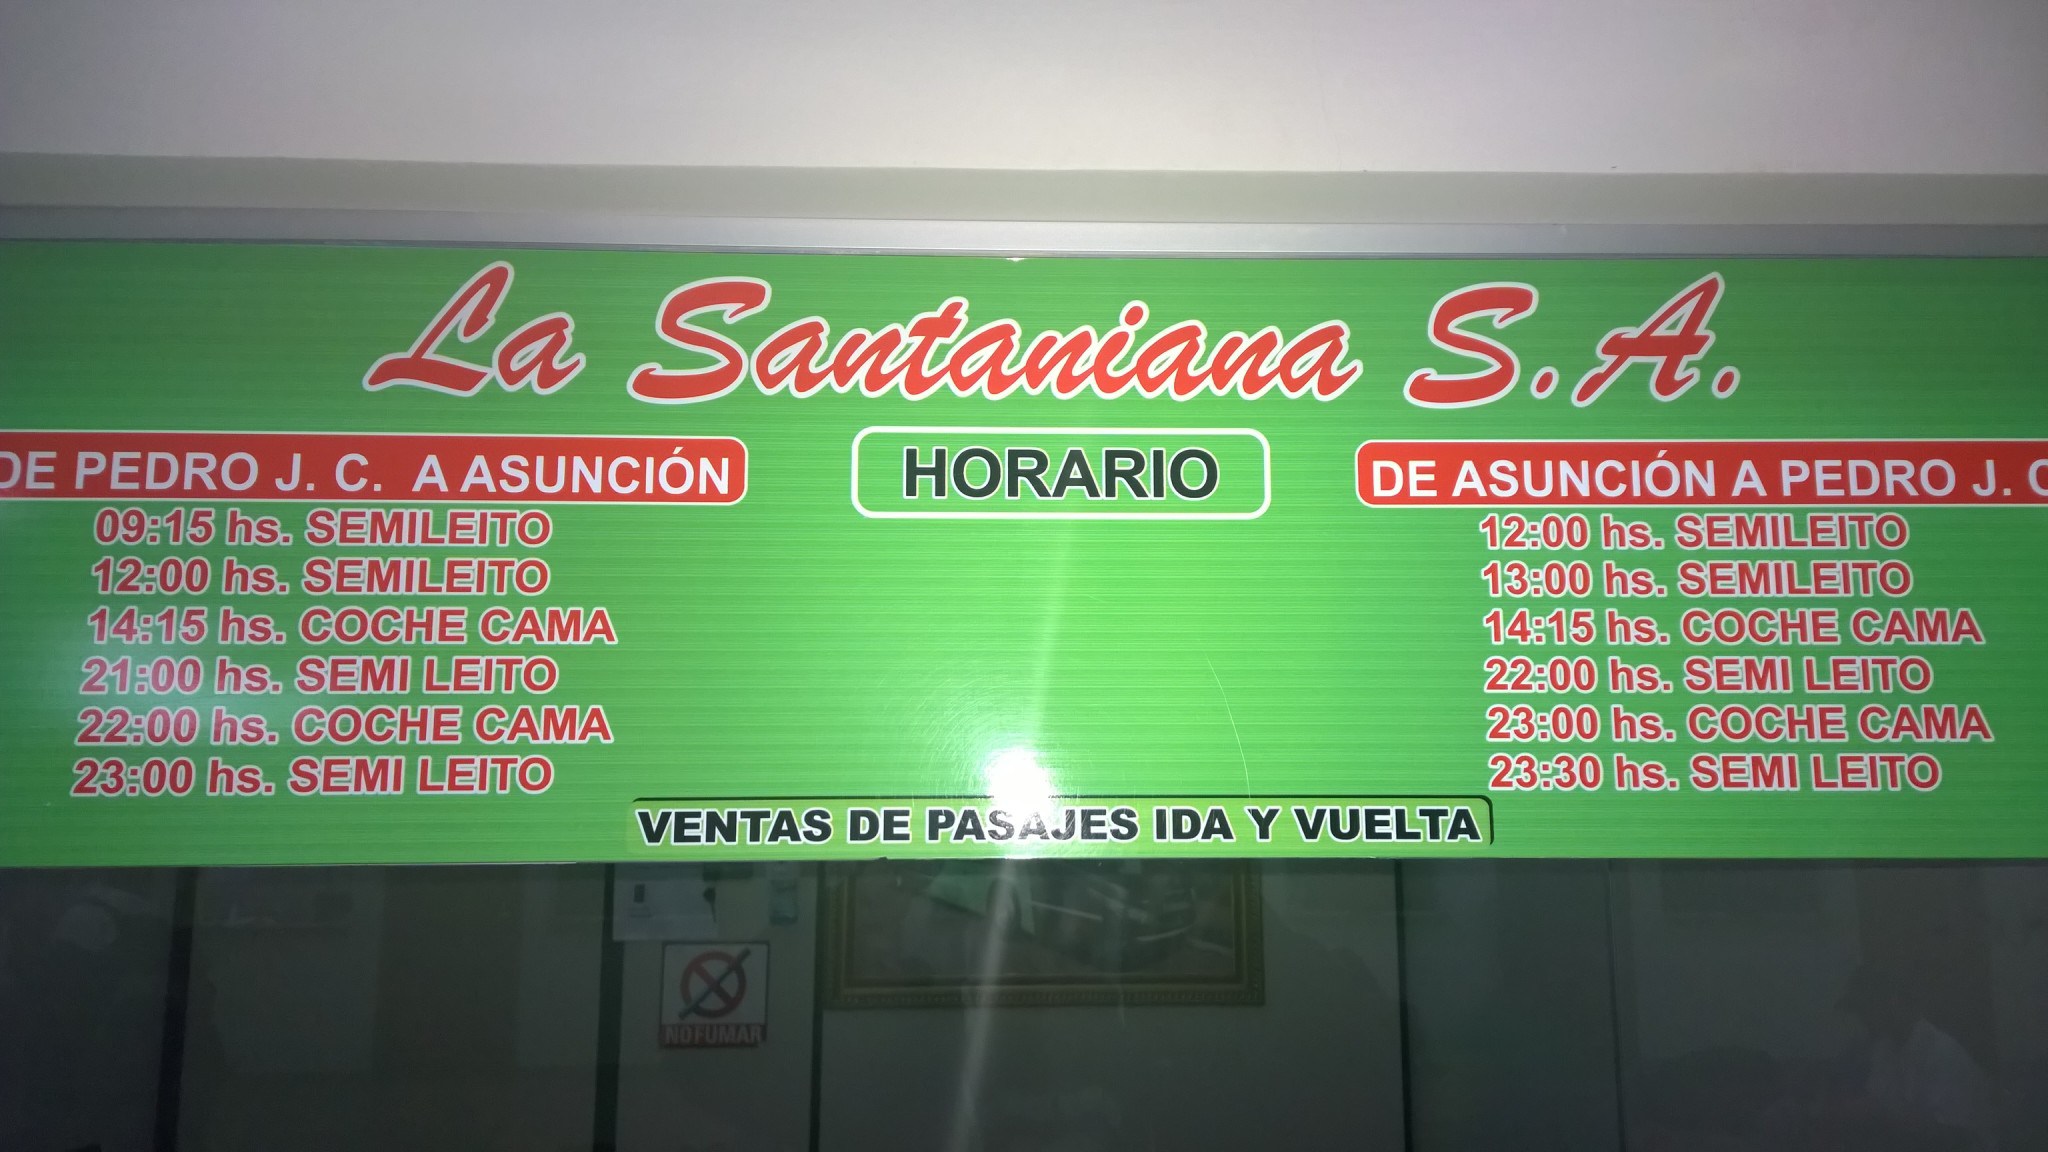 La Santaniana S.A.
DE PEDRO J. C. A ASUNCIÓN
09:15 hs. SEMILEITO
12:00 hs. SEMILEITO
14:15 hs. COCHE CAMA
21:00 hs. SEMI LEITO
22:00 hs. COCHE CAMA
23:00 hs. SEMI LEITO
HORARIO
DE ASUNCIÓN A PEDRO J. C
12:00 hs. SEMILEITO
13:00 hs. SEMILEITO
14:15 hs. COCHE CAMA
22:00 hs. SEMI LEITO
23:00 hs. COCHE CAMA
23:30 hs. SEMI LEITO
VENTAS DE PASAJES IDA Y VUELTA
NO FUMAR